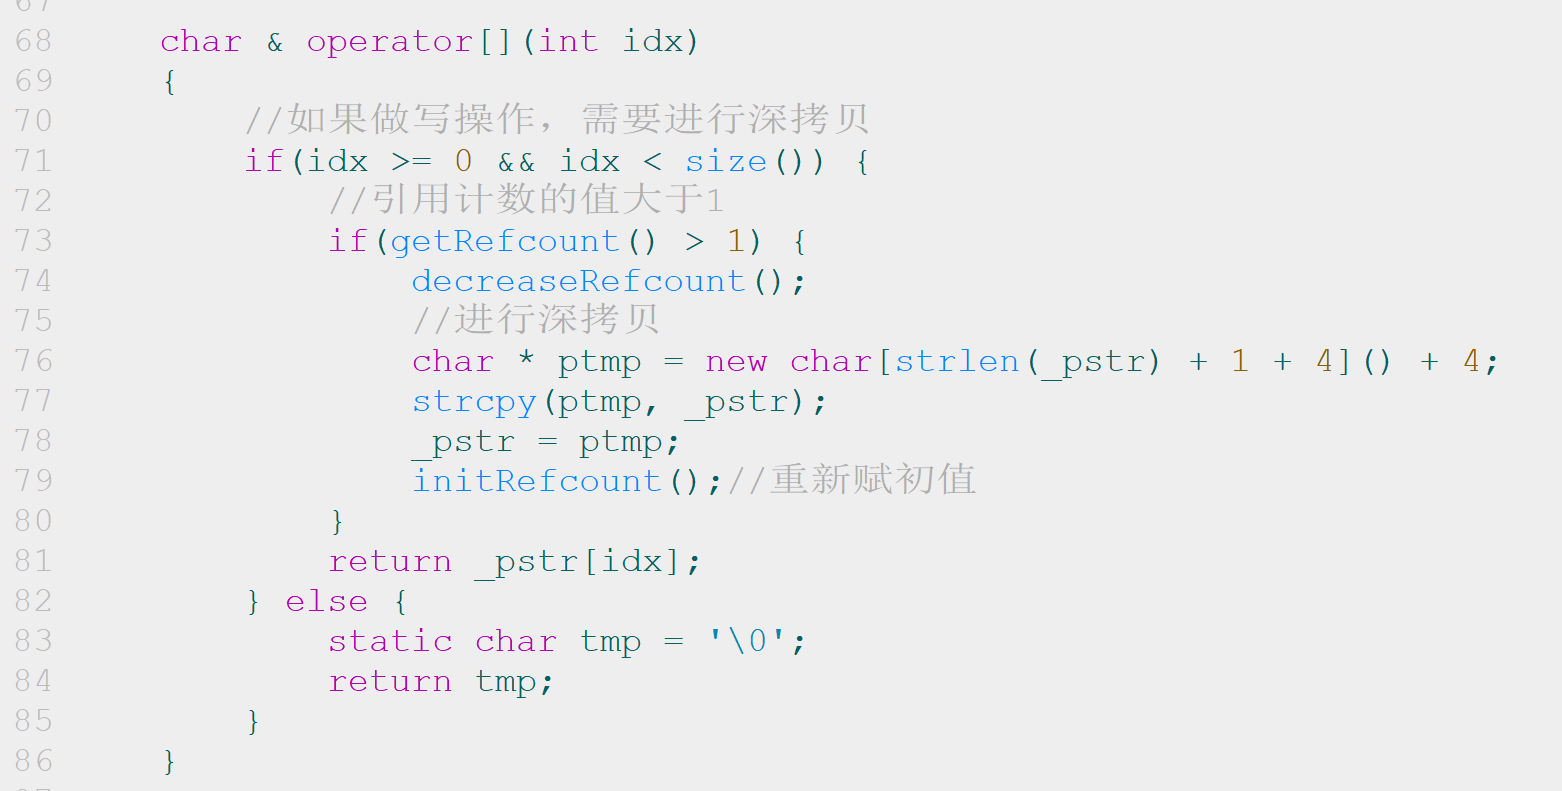 68 char & operator[](int idx)
69 {
70 //如果做写操作，需要进行深拷贝
71 if(idx >= 0 && idx < size()) {
72 //引用计数的值大于1
73 if(getRefcount() > 1) {
74 decreaseRefcount();
75 //进行深拷贝
76 char * ptmp = new char[strlen(_pstr) + 1 + 4]() + 4;
77 strcpy(ptmp, _pstr);
78 _pstr = ptmp;
79 initRefcount();//重新赋初值
80 }
81 return _pstr[idx];
82 } else {
83 static char tmp = '\0';
84 return tmp;
85 }
86 }